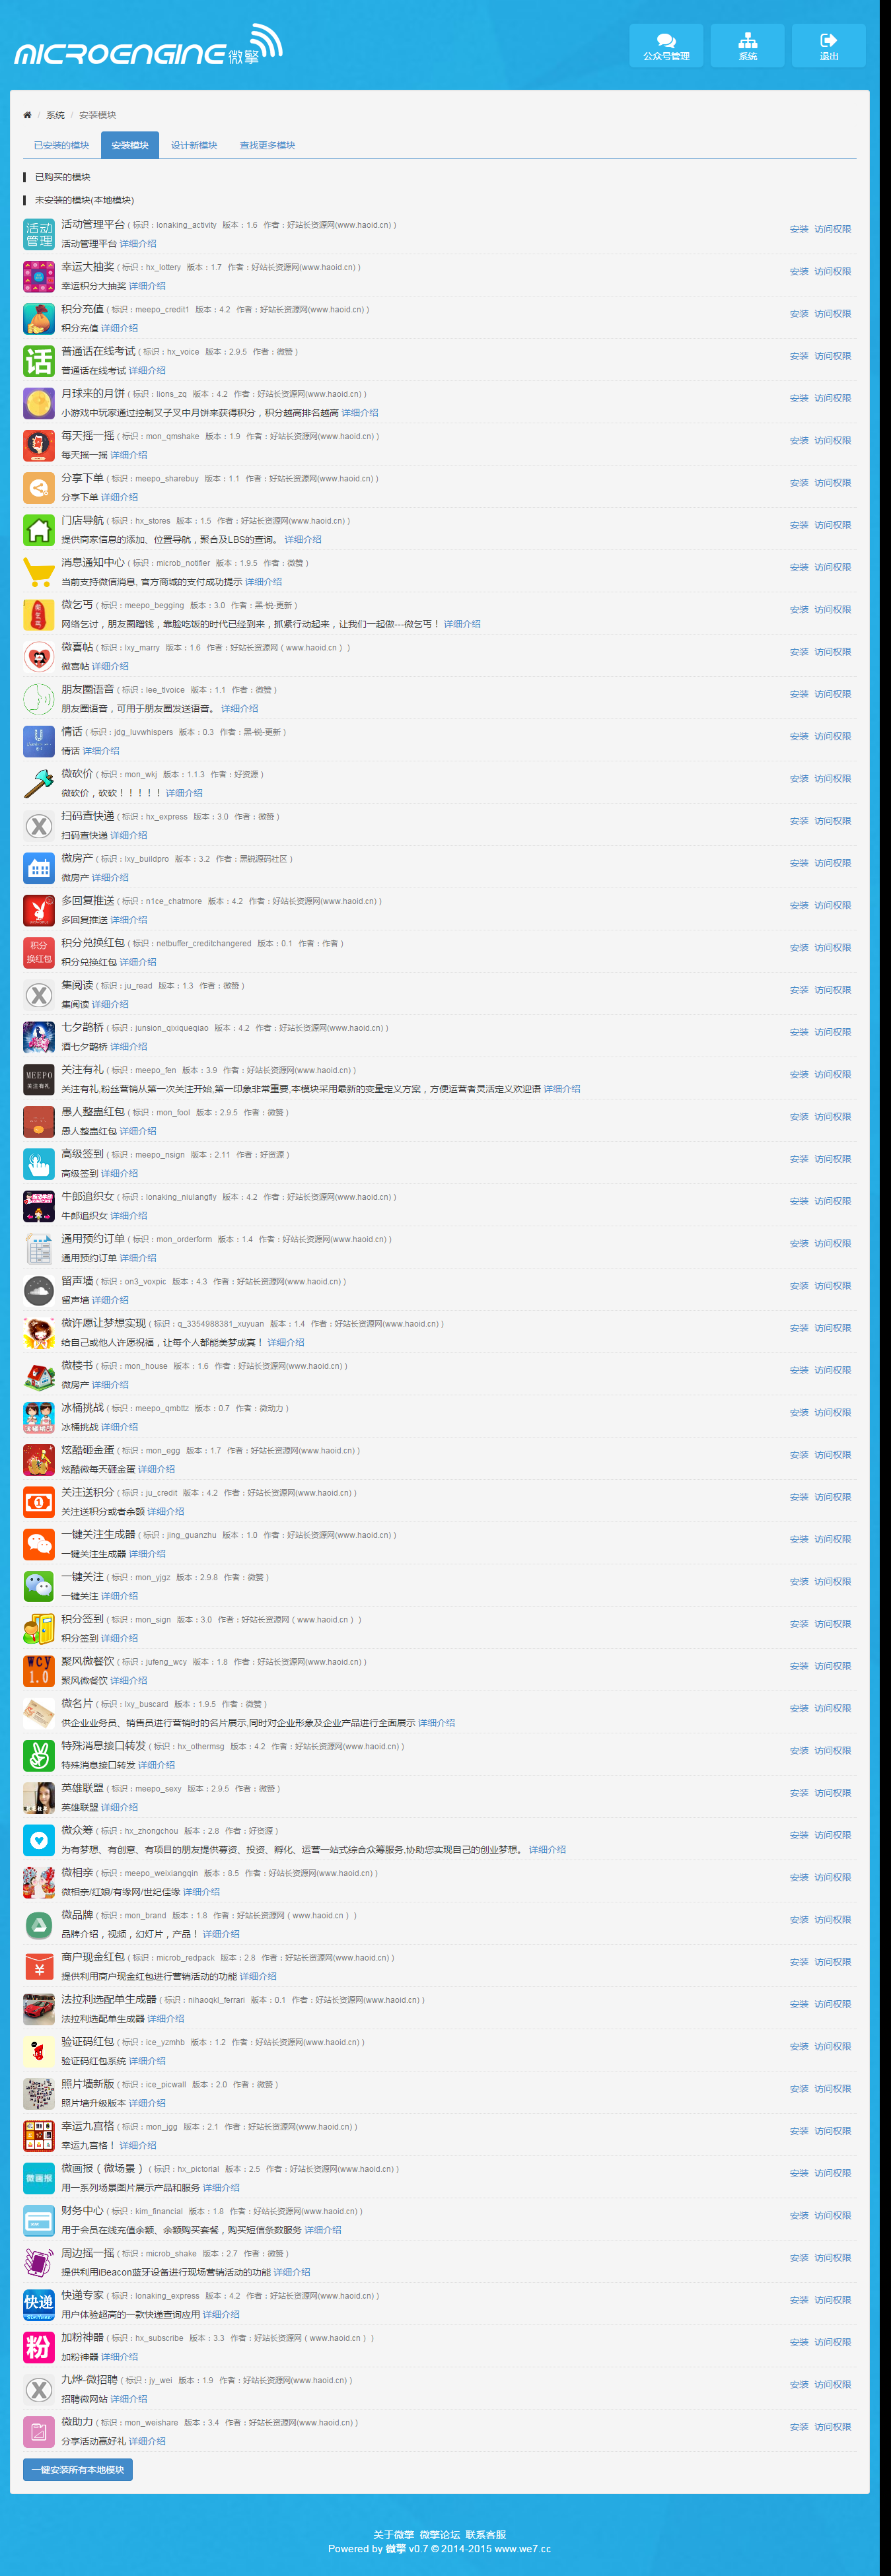 MICROENGINE 微擎
公众号管理 系统 退出
系统 / 安装模块
已安装的模块 安装模块 设计新模块 查找更多模块
已购买的模块
未安装的模块(本地模块)
活动管理平台 ( 标识：lonaking_activity 版本：1.6 作者：好站长资源网(www.haoid.cn) ) 安装 访问权限
活动管理平台 详细介绍
幸运大抽奖 ( 标识：hx_lottery 版本：1.7 作者：好站长资源网(www.haoid.cn) ) 安装 访问权限
幸运积分大抽奖 详细介绍
积分充值 ( 标识：meepo_credit1 版本：4.2 作者：好站长资源网(www.haoid.cn) ) 安装 访问权限
积分充值 详细介绍
普通话在线考试 ( 标识：hx_voice 版本：2.9.5 作者：微赞 ) 安装 访问权限
普通话在线考试 详细介绍
月球来的月饼 ( 标识：lions_zq 版本：4.2 作者：好站长资源网(www.haoid.cn) ) 安装 访问权限
小游戏中玩家通过控制叉子叉中月饼来获得积分，积分越高排名越高 详细介绍
每天摇一摇 ( 标识：mon_qmshake 版本：1.9 作者：好站长资源网(www.haoid.cn) ) 安装 访问权限
每天摇一摇 详细介绍
分享下单 ( 标识：meepo_sharebuy 版本：1.1 作者：好站长资源网(www.haoid.cn) ) 安装 访问权限
分享下单 详细介绍
门店导航 ( 标识：hx_stores 版本：1.5 作者：好站长资源网(www.haoid.cn) ) 安装 访问权限
提供商家信息的添加、位置导航，聚合及LBS的查询。 详细介绍
消息通知中心 ( 标识：microb_notifier 版本：1.9.5 作者：微赞 ) 安装 访问权限
当前支持微信消息, 官方商城的支付成功提示 详细介绍
微乞丐 ( 标识：meepo_begging 版本：3.0 作者：黑-锐-更新 ) 安装 访问权限
网络乞讨，朋友圈蹭钱，靠脸吃饭的时代已经到来，抓紧行动起来，让我们一起做---微乞丐！ 详细介绍
微喜帖 ( 标识：lxy_marry 版本：1.6 作者：好站长资源网（www.haoid.cn ） ) 安装 访问权限
微喜帖 详细介绍
朋友圈语音 ( 标识：lee_tlvoice 版本：1.1 作者：微赞 ) 安装 访问权限
朋友圈语音，可用于朋友圈发送语音。 详细介绍
情话 ( 标识：jdg_luvwhispers 版本：0.3 作者：黑-锐-更新 ) 安装 访问权限
情话 详细介绍
微砍价 ( 标识：mon_wkj 版本：1.1.3 作者：好资源 ) 安装 访问权限
微砍价，砍砍！！！！！ 详细介绍
扫码查快递 ( 标识：hx_express 版本：3.0 作者：微赞 ) 安装 访问权限
扫码查快递 详细介绍
微房产 ( 标识：lxy_buildpro 版本：3.2 作者：黑锐源码社区 ) 安装 访问权限
微房产 详细介绍
多回复推送 ( 标识：n1ce_chatmore 版本：4.2 作者：好站长资源网(www.haoid.cn) ) 安装 访问权限
多回复推送 详细介绍
积分兑换红包 ( 标识：netbuffer_creditchangered 版本：0.1 作者：作者 ) 安装 访问权限
积分兑换红包 详细介绍
集阅读 ( 标识：ju_read 版本：1.3 作者：微赞 ) 安装 访问权限
集阅读 详细介绍
七夕鹊桥 ( 标识：junsion_qixiqueqiao 版本：4.2 作者：好站长资源网(www.haoid.cn) ) 安装 访问权限
酒七夕鹊桥 详细介绍
关注有礼 ( 标识：meepo_fen 版本：3.9 作者：好站长资源网(www.haoid.cn) ) 安装 访问权限
关注有礼,粉丝营销从第一次关注开始,第一印象非常重要,本模块采用最新的变量定义方案，方便运营者灵活定义欢迎语 详细介绍
愚人整蛊红包 ( 标识：mon_fool 版本：2.9.5 作者：微赞 ) 安装 访问权限
愚人整蛊红包 详细介绍
高级签到 ( 标识：meepo_nsign 版本：2.11 作者：好资源 ) 安装 访问权限
高级签到 详细介绍
牛郎追织女 ( 标识：lonaking_niulangfly 版本：4.2 作者：好站长资源网(www.haoid.cn) ) 安装 访问权限
牛郎追织女 详细介绍
通用预约订单 ( 标识：mon_orderform 版本：1.4 作者：好站长资源网(www.haoid.cn) ) 安装 访问权限
通用预约订单 详细介绍
留声墙 ( 标识：on3_voxpic 版本：4.3 作者：好站长资源网(www.haoid.cn) ) 安装 访问权限
留声墙 详细介绍
微许愿让梦想实现 ( 标识：q_3354988381_xuyuan 版本：1.4 作者：好站长资源网(www.haoid.cn) ) 安装 访问权限
给自己或他人许愿祝福，让每个人都能美梦成真！ 详细介绍
微楼书 ( 标识：mon_house 版本：1.6 作者：好站长资源网(www.haoid.cn) ) 安装 访问权限
微房产 详细介绍
冰桶挑战 ( 标识：meepo_qmbttz 版本：0.7 作者：微动力 ) 安装 访问权限
冰桶挑战 详细介绍
炫酷砸金蛋 ( 标识：mon_egg 版本：1.7 作者：好站长资源网(www.haoid.cn) ) 安装 访问权限
炫酷微每天砸金蛋 详细介绍
关注送积分 ( 标识：ju_credit 版本：4.2 作者：好站长资源网(www.haoid.cn) ) 安装 访问权限
关注送积分或者余额 详细介绍
一键关注生成器 ( 标识：jing_guanzhu 版本：1.0 作者：好站长资源网(www.haoid.cn) ) 安装 访问权限
一键关注生成器 详细介绍
一键关注 ( 标识：mon_yjgz 版本：2.9.8 作者：微赞 ) 安装 访问权限
一键关注 详细介绍
积分签到 ( 标识：mon_sign 版本：3.0 作者：好站长资源网（www.haoid.cn ） ) 安装 访问权限
积分签到 详细介绍
聚风微餐饮 ( 标识：jufeng_wcy 版本：1.8 作者：好站长资源网(www.haoid.cn) ) 安装 访问权限
聚风微餐饮 详细介绍
微名片 ( 标识：lxy_buscard 版本：1.9.5 作者：微赞 ) 安装 访问权限
供企业业务员、销售员进行营销时的名片展示,同时对企业形象及企业产品进行全面展示 详细介绍
特殊消息接口转发 ( 标识：hx_othermsg 版本：4.2 作者：好站长资源网(www.haoid.cn) ) 安装 访问权限
特殊消息接口转发 详细介绍
英雄联盟 ( 标识：meepo_sexy 版本：2.9.5 作者：微赞 ) 安装 访问权限
英雄联盟 详细介绍
微众筹 ( 标识：hx_zhongchou 版本：2.8 作者：好资源 ) 安装 访问权限
为有梦想、有创意、有项目的朋友提供募资、投资、孵化、运营一站式综合众筹服务,协助您实现自己的创业梦想。 详细介绍
微相亲 ( 标识：meepo_weixiangqin 版本：8.5 作者：好站长资源网(www.haoid.cn) ) 安装 访问权限
微相亲/红娘/有缘网/世纪佳缘 详细介绍
微品牌 ( 标识：mon_brand 版本：1.8 作者：好站长资源网（www.haoid.cn ） ) 安装 访问权限
品牌介绍，视频，幻灯片，产品！ 详细介绍
商户现金红包 ( 标识：microb_redpack 版本：2.8 作者：好站长资源网(www.haoid.cn) ) 安装 访问权限
提供利用商户现金红包进行营销活动的功能 详细介绍
法拉利选配单生成器 ( 标识：nihaoqkl_ferrari 版本：0.1 作者：好站长资源网(www.haoid.cn) ) 安装 访问权限
法拉利选配单生成器 详细介绍
验证码红包 ( 标识：ice_yzmhb 版本：1.2 作者：好站长资源网(www.haoid.cn) ) 安装 访问权限
验证码红包系统 详细介绍
照片墙新版 ( 标识：ice_picwall 版本：2.0 作者：微赞 ) 安装 访问权限
照片墙升级版本 详细介绍
幸运九宫格 ( 标识：mon_jgg 版本：2.1 作者：好站长资源网(www.haoid.cn) ) 安装 访问权限
幸运九宫格！ 详细介绍
微画报（微场景） ( 标识：hx_pictorial 版本：2.5 作者：好站长资源网(www.haoid.cn) ) 安装 访问权限
用一系列场景图片展示产品和服务 详细介绍
财务中心 ( 标识：kim_financial 版本：1.8 作者：好站长资源网(www.haoid.cn) ) 安装 访问权限
用于会员在线充值余额、余额购买套餐，购买短信条数服务 详细介绍
周边摇一摇 ( 标识：microb_shake 版本：2.7 作者：微赞 ) 安装 访问权限
提供利用iBeacon蓝牙设备进行现场营销活动的功能 详细介绍
快递专家 ( 标识：lonaking_express 版本：4.2 作者：好站长资源网(www.haoid.cn) ) 安装 访问权限
用户体验超高的一款快递查询应用 详细介绍
加粉神器 ( 标识：hx_subscribe 版本：3.3 作者：好站长资源网（www.haoid.cn ） ) 安装 访问权限
加粉神器 详细介绍
九烨-微招聘 ( 标识：jy_wei 版本：1.9 作者：好站长资源网(www.haoid.cn) ) 安装 访问权限
招聘微网站 详细介绍
微助力 ( 标识：mon_weishare 版本：3.4 作者：好站长资源网(www.haoid.cn) ) 安装 访问权限
分享活动赢好礼 详细介绍
一键安装所有本地模块
关于微擎 微擎论坛 联系客服
Powered by 微擎 v0.7 © 2014-2015 www.we7.cc